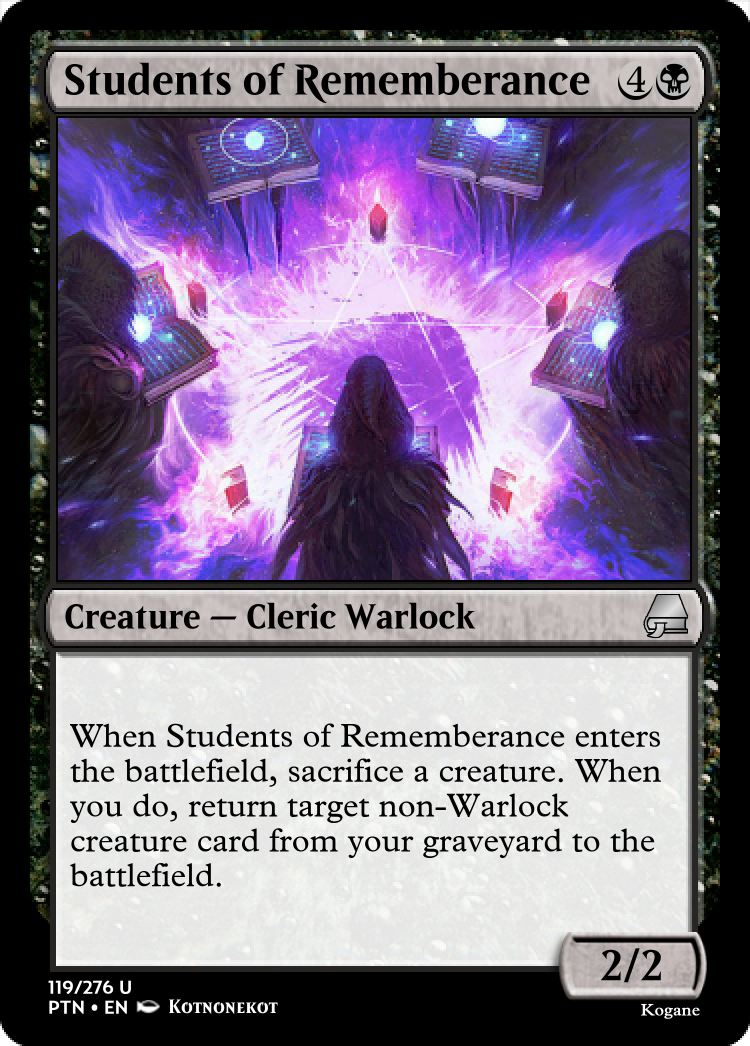 Students of Rememberance 4
Creature — Cleric Warlock
When Students of Rememberance enters
the battlefield, sacrifice a creature. When
you do, return target non-Warlock
creature card from your graveyard to the
battlefield.
2/2
119/276 U
PTN • EN Kotnonekot
Kogane